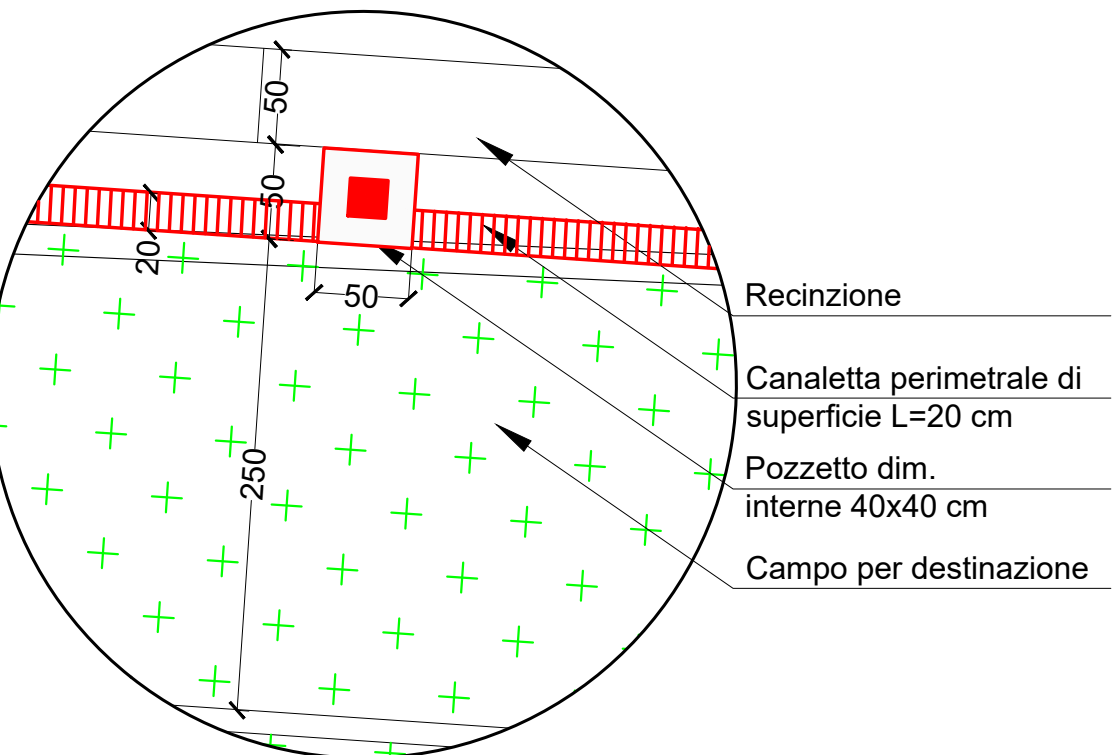 50
50
20
50
250
Recinzione
Canaletta perimetrale di
superficie L=20 cm
Pozzetto dim.
interne 40x40 cm
Campo per destinazione